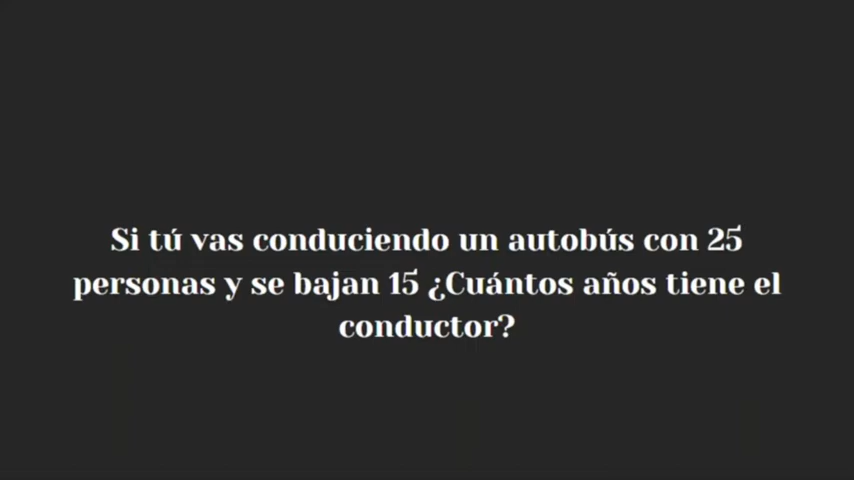 Si tú vas conduciendo un autobús con 25
personas y se bajan 15 ¿Cuántos años tiene el
conductor?